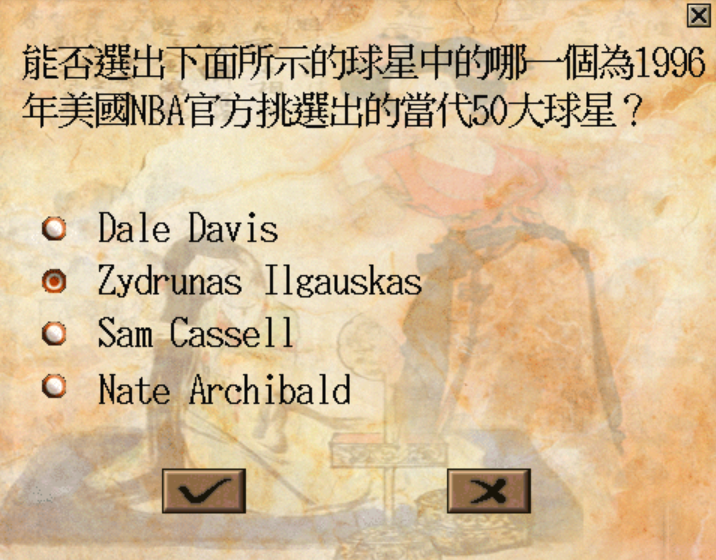 能否選出下面所示的球星中的哪一個為1996
年美國NBA官方挑選出的當代50大球星？
Dale Davis
Zydrunas Ilgauskas
Sam Cassell
Nate Archibald